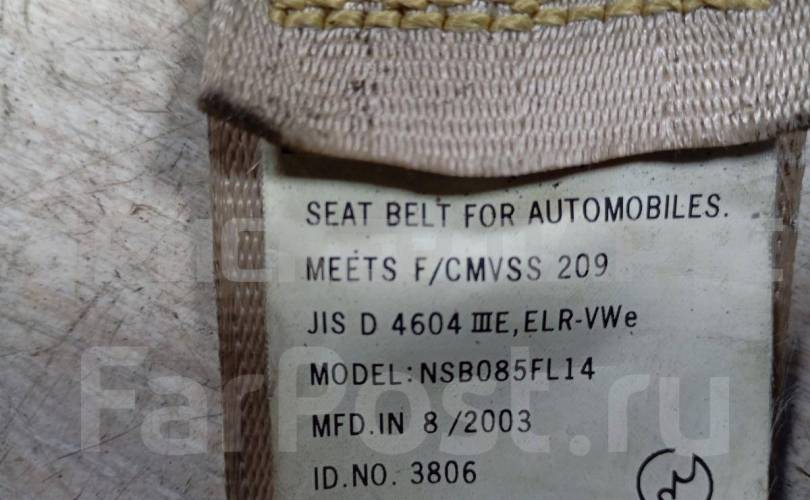 SEAT BELT FOR AUTOMOBILES.
MEETS F/CMVSS 209
JIS D 4604 ⅢE,ELR-VWe
MODEL:NSB085FL14
MFD.IN 8/2003
ID.NO. 3806
FarPost.ru